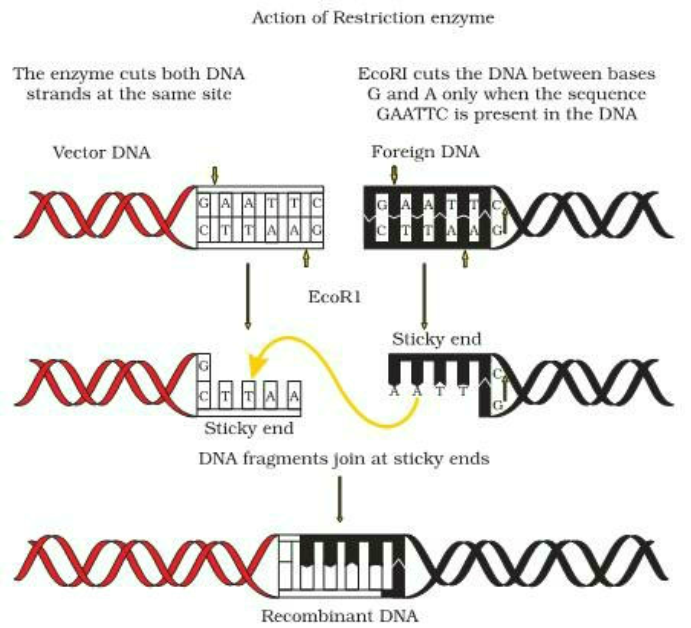 Action of Restriction enzyme
The enzyme cuts both DNA
strands at the same site
EcoRI cuts the DNA between bases
G and A only when the sequence
GAATTC is present in the DNA
Vector DNA
Foreign DNA
G A A T T C
C T T A A G
G A A T T C
C T T A A G
EcoR1
Sticky end
G
C T T A A
A A T T
C
G
Sticky end
DNA fragments join at sticky ends
Recombinant DNA